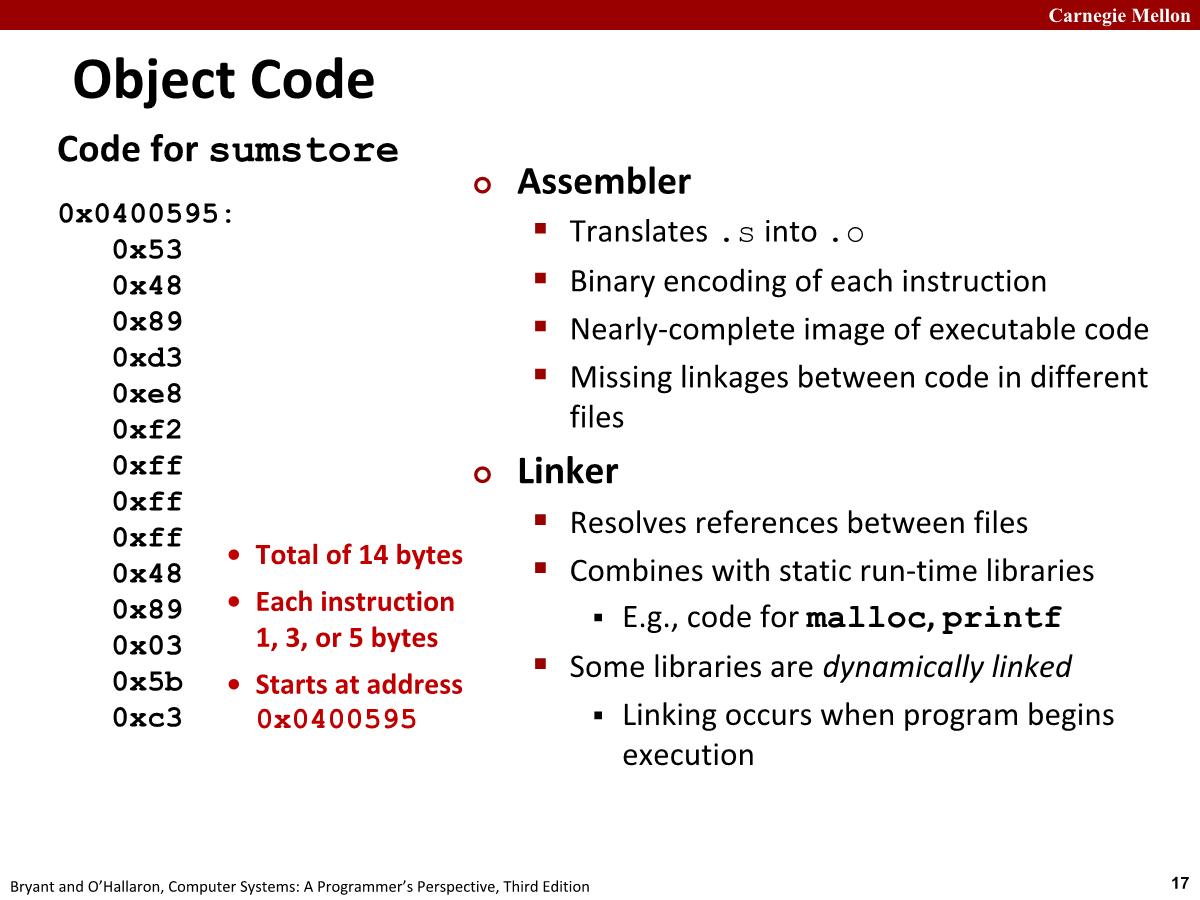 Carnegie Mellon
Object Code
Code for sumstore
0x0400595:
0x53
0x48
0x89
0xd3
0xe8
0xf2
0xff
0xff
0xff
0x48
0x89
0x03
0x5b
0xc3
• Total of 14 bytes
• Each instruction
1, 3, or 5 bytes
• Starts at address
0x0400595
Assembler
Translates .s into .o
Binary encoding of each instruction
Nearly-complete image of executable code
Missing linkages between code in different
files
Linker
Resolves references between files
Combines with static run-time libraries
E.g., code for malloc, printf
Some libraries are dynamically linked
Linking occurs when program begins
execution
Bryant and O’Hallaron, Computer Systems: A Programmer’s Perspective, Third Edition
17